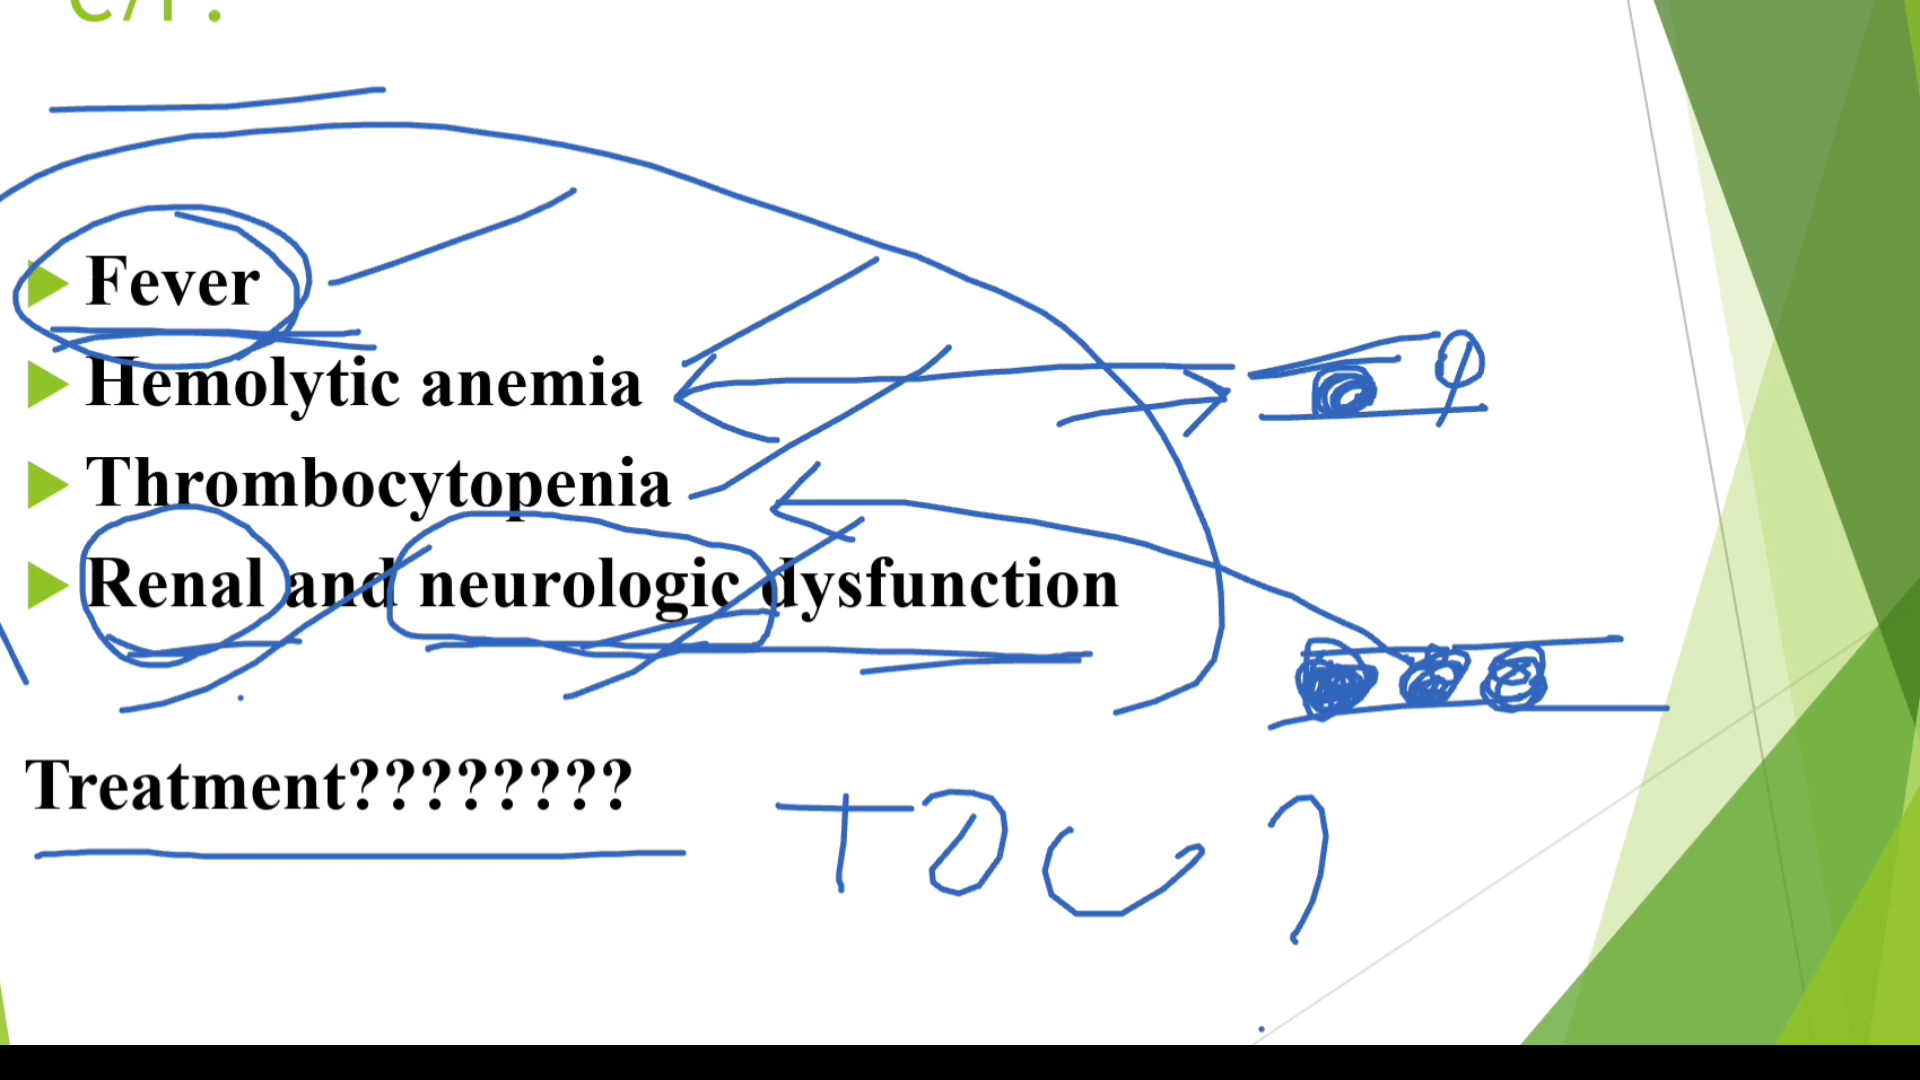 C/P:
Fever
Hemolytic anemia
Thrombocytopenia
Renal and neurologic dysfunction
Treatment????????